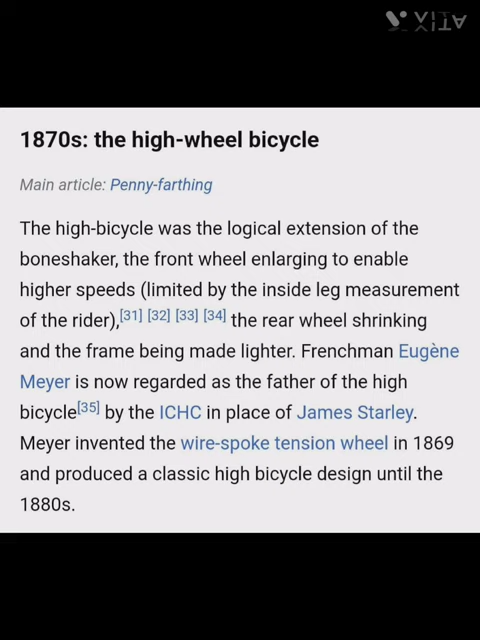 VITA
1870s: the high-wheel bicycle
Main article: Penny-farthing
The high-bicycle was the logical extension of the
boneshaker, the front wheel enlarging to enable
higher speeds (limited by the inside leg measurement
of the rider),[31] [32] [33] [34] the rear wheel shrinking
and the frame being made lighter. Frenchman Eugène
Meyer is now regarded as the father of the high
bicycle[35] by the ICHC in place of James Starley.
Meyer invented the wire-spoke tension wheel in 1869
and produced a classic high bicycle design until the
1880s.